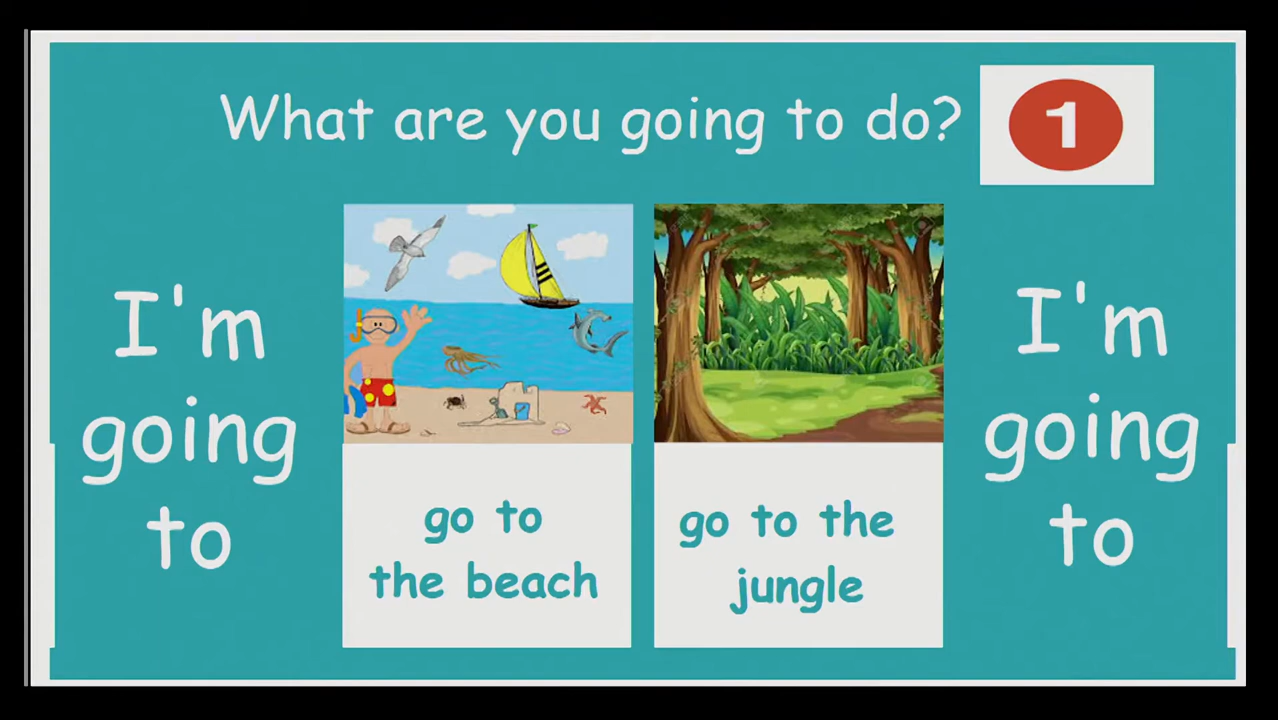 What are you going to do?
1
I'm
going
to
go to
the beach
go to the
jungle
I'm
going
to